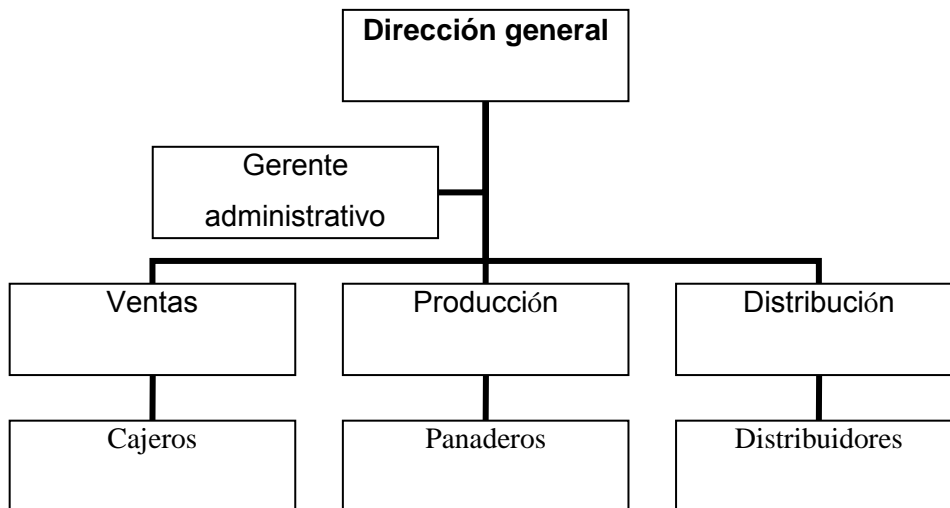 Dirección general
Gerente
administrativo
Ventas
Producción
Distribución
Cajeros
Panaderos
Distribuidores